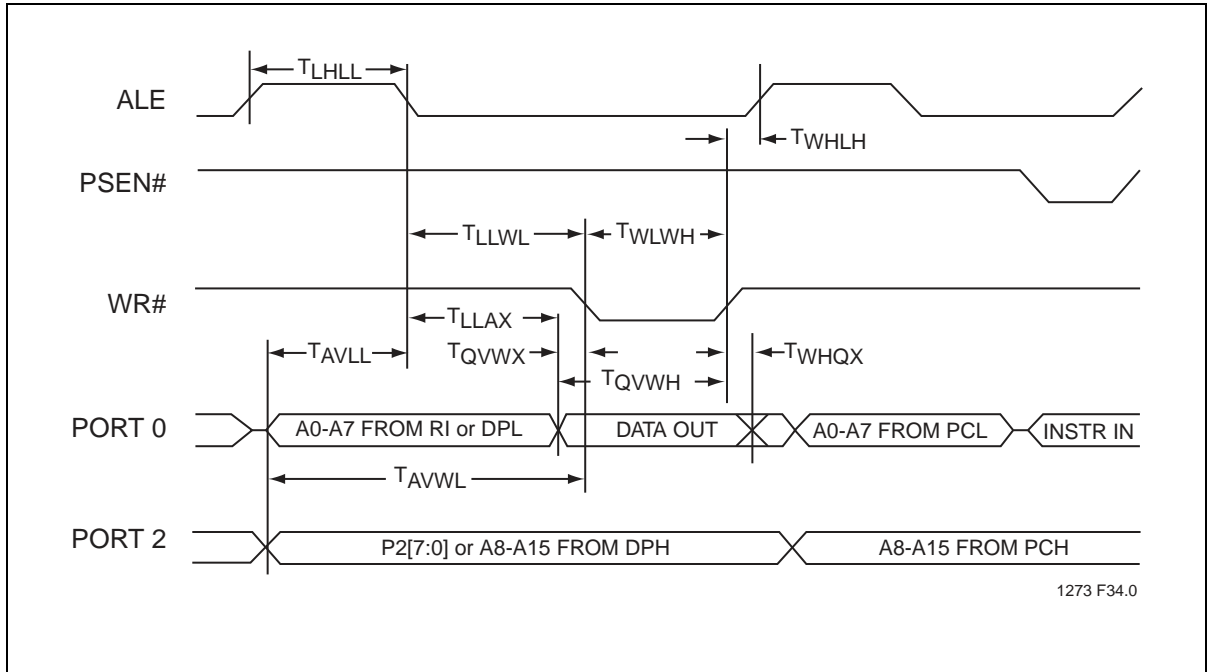 TLHLL
ALE
TWHLH
PSEN#
TLLWL TWLWH
WR#
TLLAX
TAVLL TQVWX TWHQX
TQVWH
PORT 0 A0-A7 FROM RI or DPL DATA OUT A0-A7 FROM PCL INSTR IN
TAVWL
PORT 2 P2[7:0] or A8-A15 FROM DPH A8-A15 FROM PCH
1273 F34.0